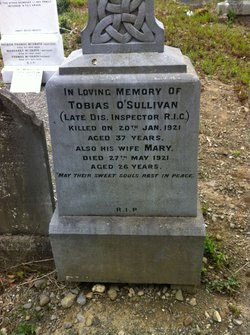 IN LOVING MEMORY OF
TOBIAS O'SULLIVAN
(LATE DIS. INSPECTOR R.I.C.)
KILLED ON 20TH JAN. 1921
AGED 37 YEARS.
ALSO HIS WIFE MARY,
DIED 27TH MAY 1921
AGED 26 YEARS.
"MAY THEIR SWEET SOULS REST IN PEACE.
R.I.P